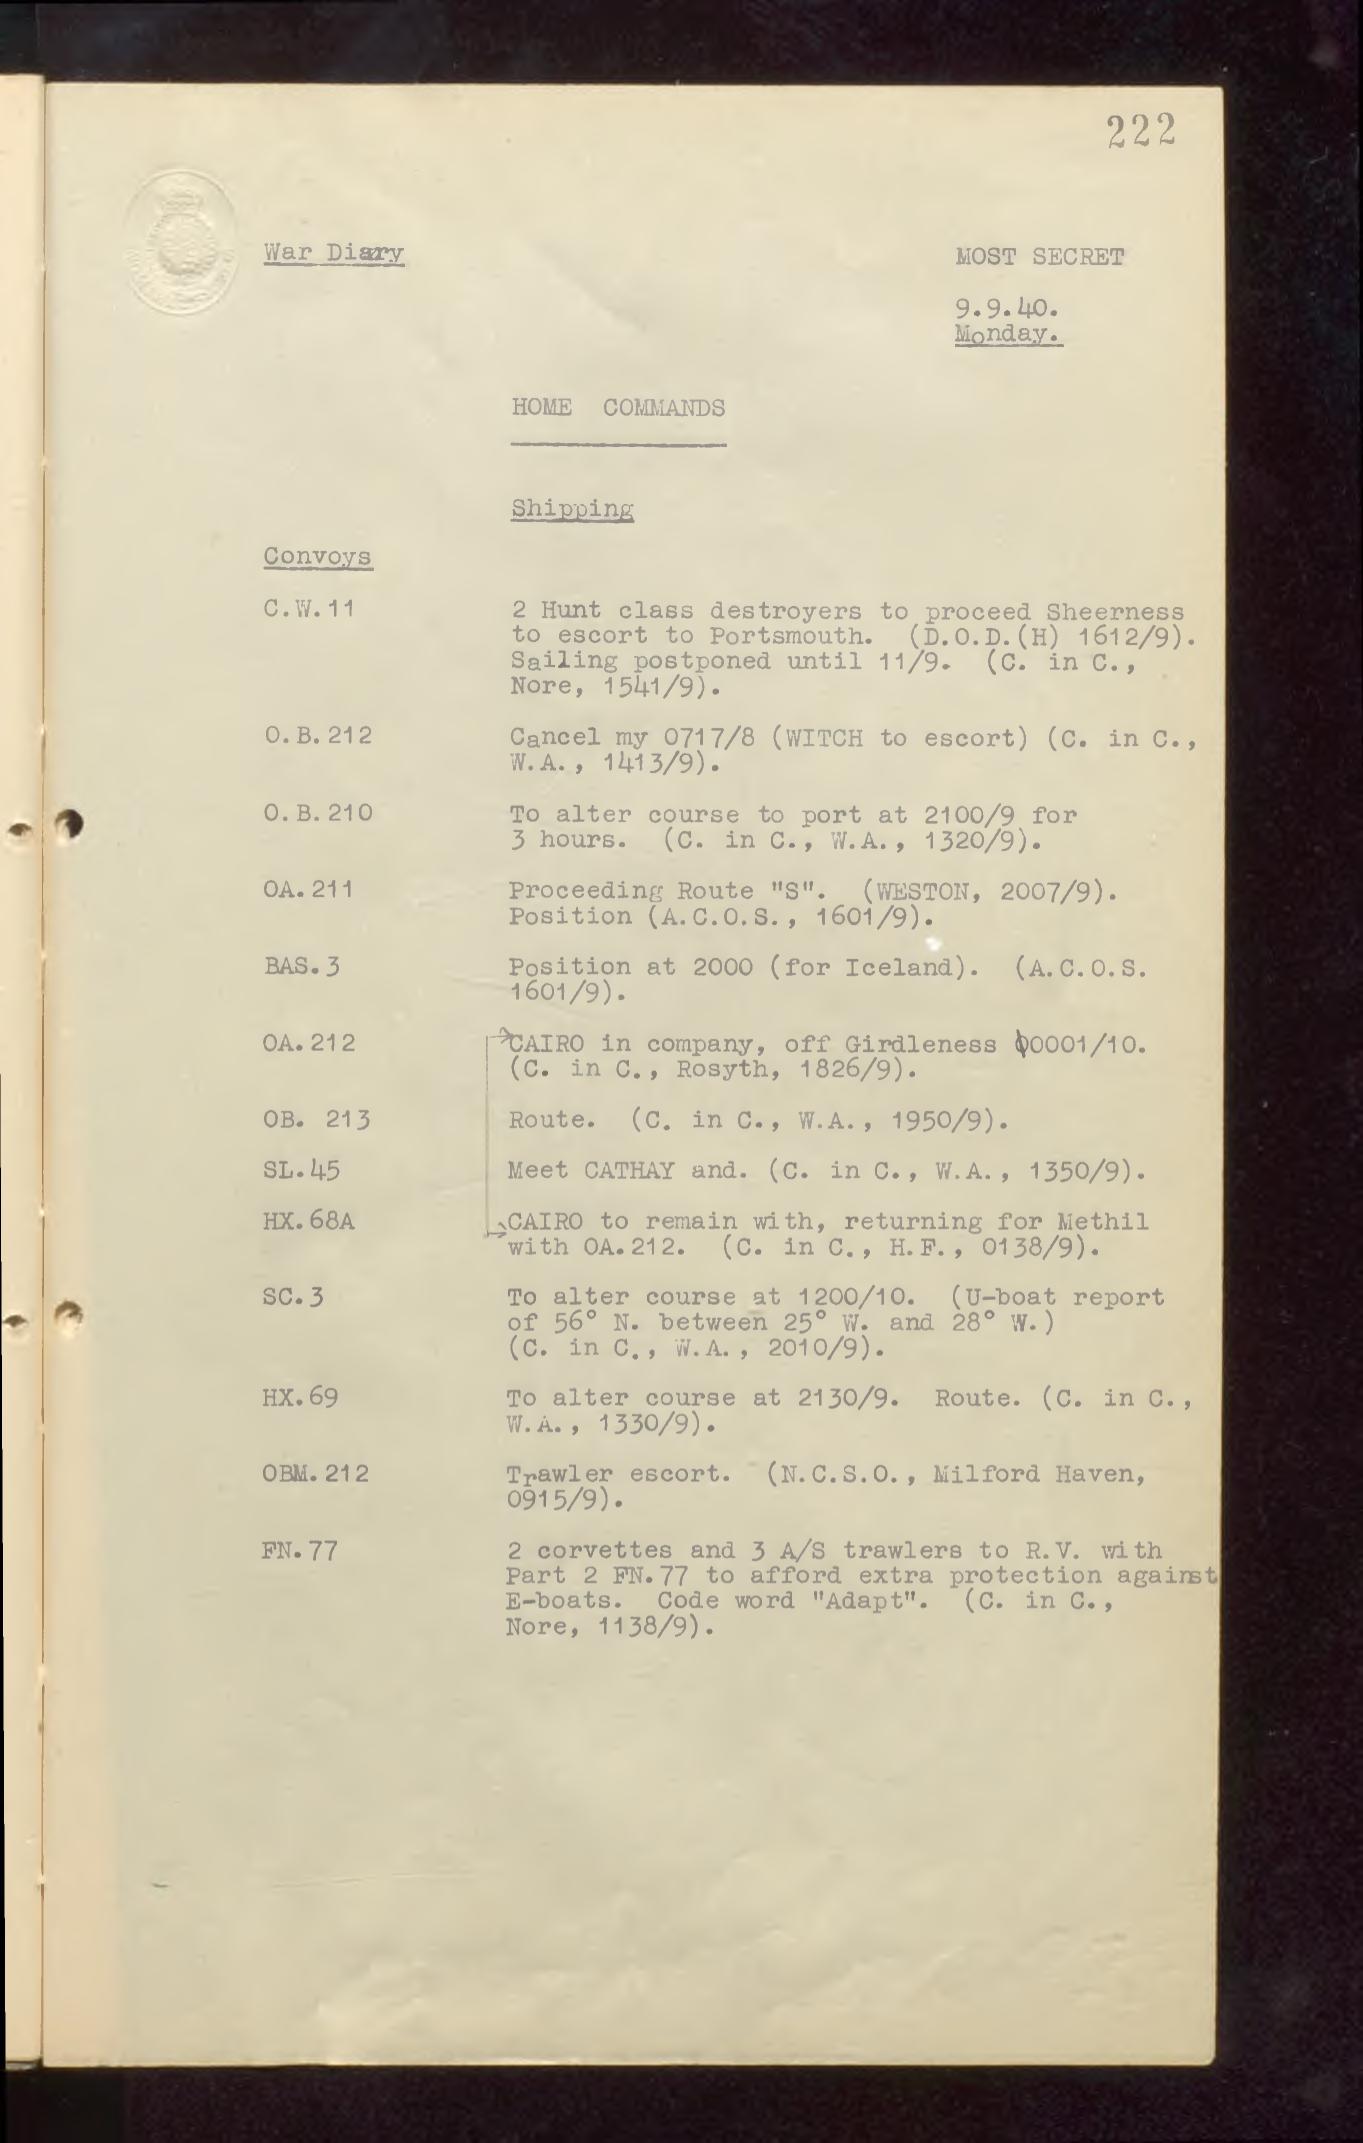 222
War Diary
MOST SECRET
9.9.40.
Monday.
HOME COMMANDS
Shipping
Convoys
C.W.11 2 Hunt class destroyers to proceed Sheerness
to escort to Portsmouth. (D.O.D.(H) 1612/9).
Sailing postponed until 11/9. (C. in C.,
Nore, 1541/9).
O.B.212 Cancel my 0717/8 (WITCH to escort) (C. in C.,
W.A., 1413/9).
O.B.210 To alter course to port at 2100/9 for
3 hours. (C. in C., W.A., 1320/9).
OA.211 Proceeding Route "S". (WESTON, 2007/9).
Position (A.C.O.S., 1601/9).
BAS.3 Position at 2000 (for Iceland). (A.C.O.S.
1601/9).
OA.212 CAIRO in company, off Girdleness 0001/10.
(C. in C., Rosyth, 1826/9).
OB. 213 Route. (C. in C., W.A., 1950/9).
SL.45 Meet CATHAY and. (C. in C., W.A., 1350/9).
HX.68A CAIRO to remain with, returning for Methil
with OA.212. (C. in C., H.F., 0138/9).
SC.3 To alter course at 1200/10. (U-boat report
of 56° N. between 25° W. and 28° W.)
(C. in C., W.A., 2010/9).
HX.69 To alter course at 2130/9. Route. (C. in C.,
W.A., 1330/9).
OBM.212 Trawler escort. (N.C.S.O., Milford Haven,
0915/9).
FN.77 2 corvettes and 3 A/S trawlers to R.V. with
Part 2 FN.77 to afford extra protection against
E-boats. Code word "Adapt". (C. in C.,
Nore, 1138/9).